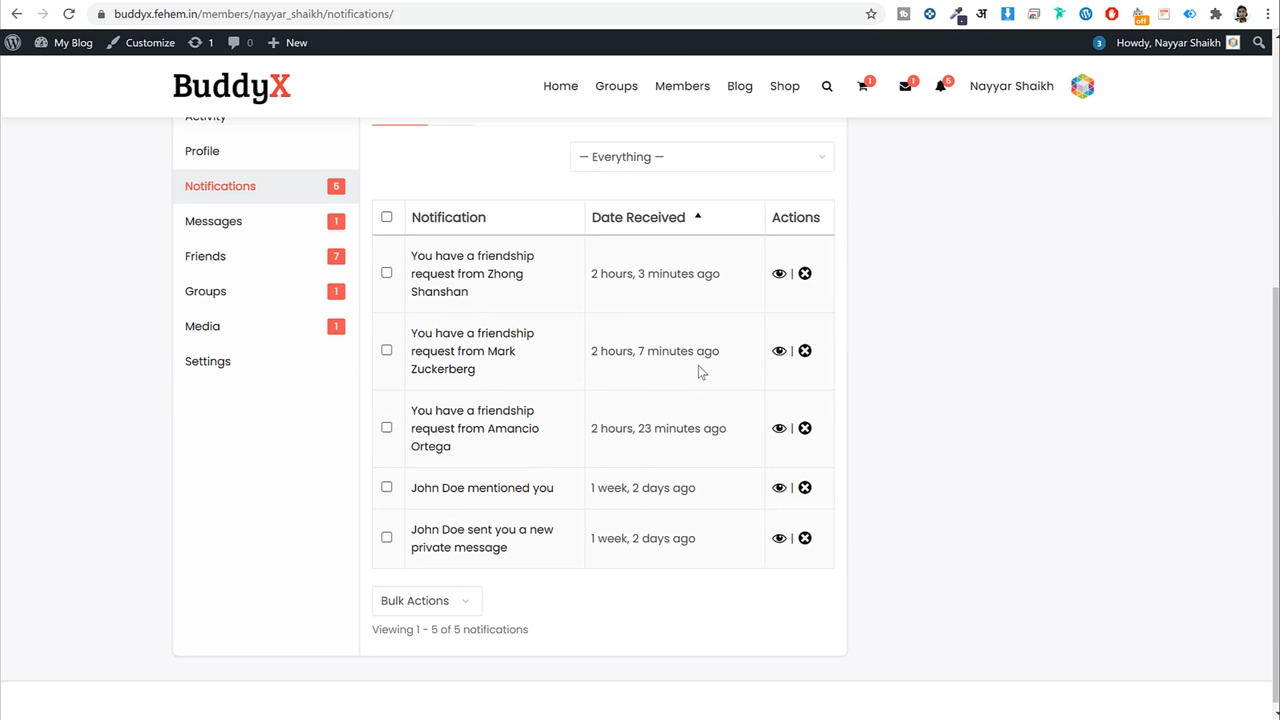 buddyx.fehem.in/members/nayyar_shaikh/notifications/
अ
off
My Blog
Customize
1
0
New
3
Howdy, Nayyar Shaikh
BuddyX
Home
Groups
Members
Blog
Shop
1
1
5
Nayyar Shaikh
Activity
Profile
Notifications 5
Messages 1
Friends 7
Groups 1
Media 1
Settings
— Everything —
Notification
Date Received
Actions
You have a friendship
request from Zhong
Shanshan
2 hours, 3 minutes ago
|
You have a friendship
request from Mark
Zuckerberg
2 hours, 7 minutes ago
|
You have a friendship
request from Amancio
Ortega
2 hours, 23 minutes ago
|
John Doe mentioned you
1 week, 2 days ago
|
John Doe sent you a new
private message
1 week, 2 days ago
|
Bulk Actions
Viewing 1 - 5 of 5 notifications